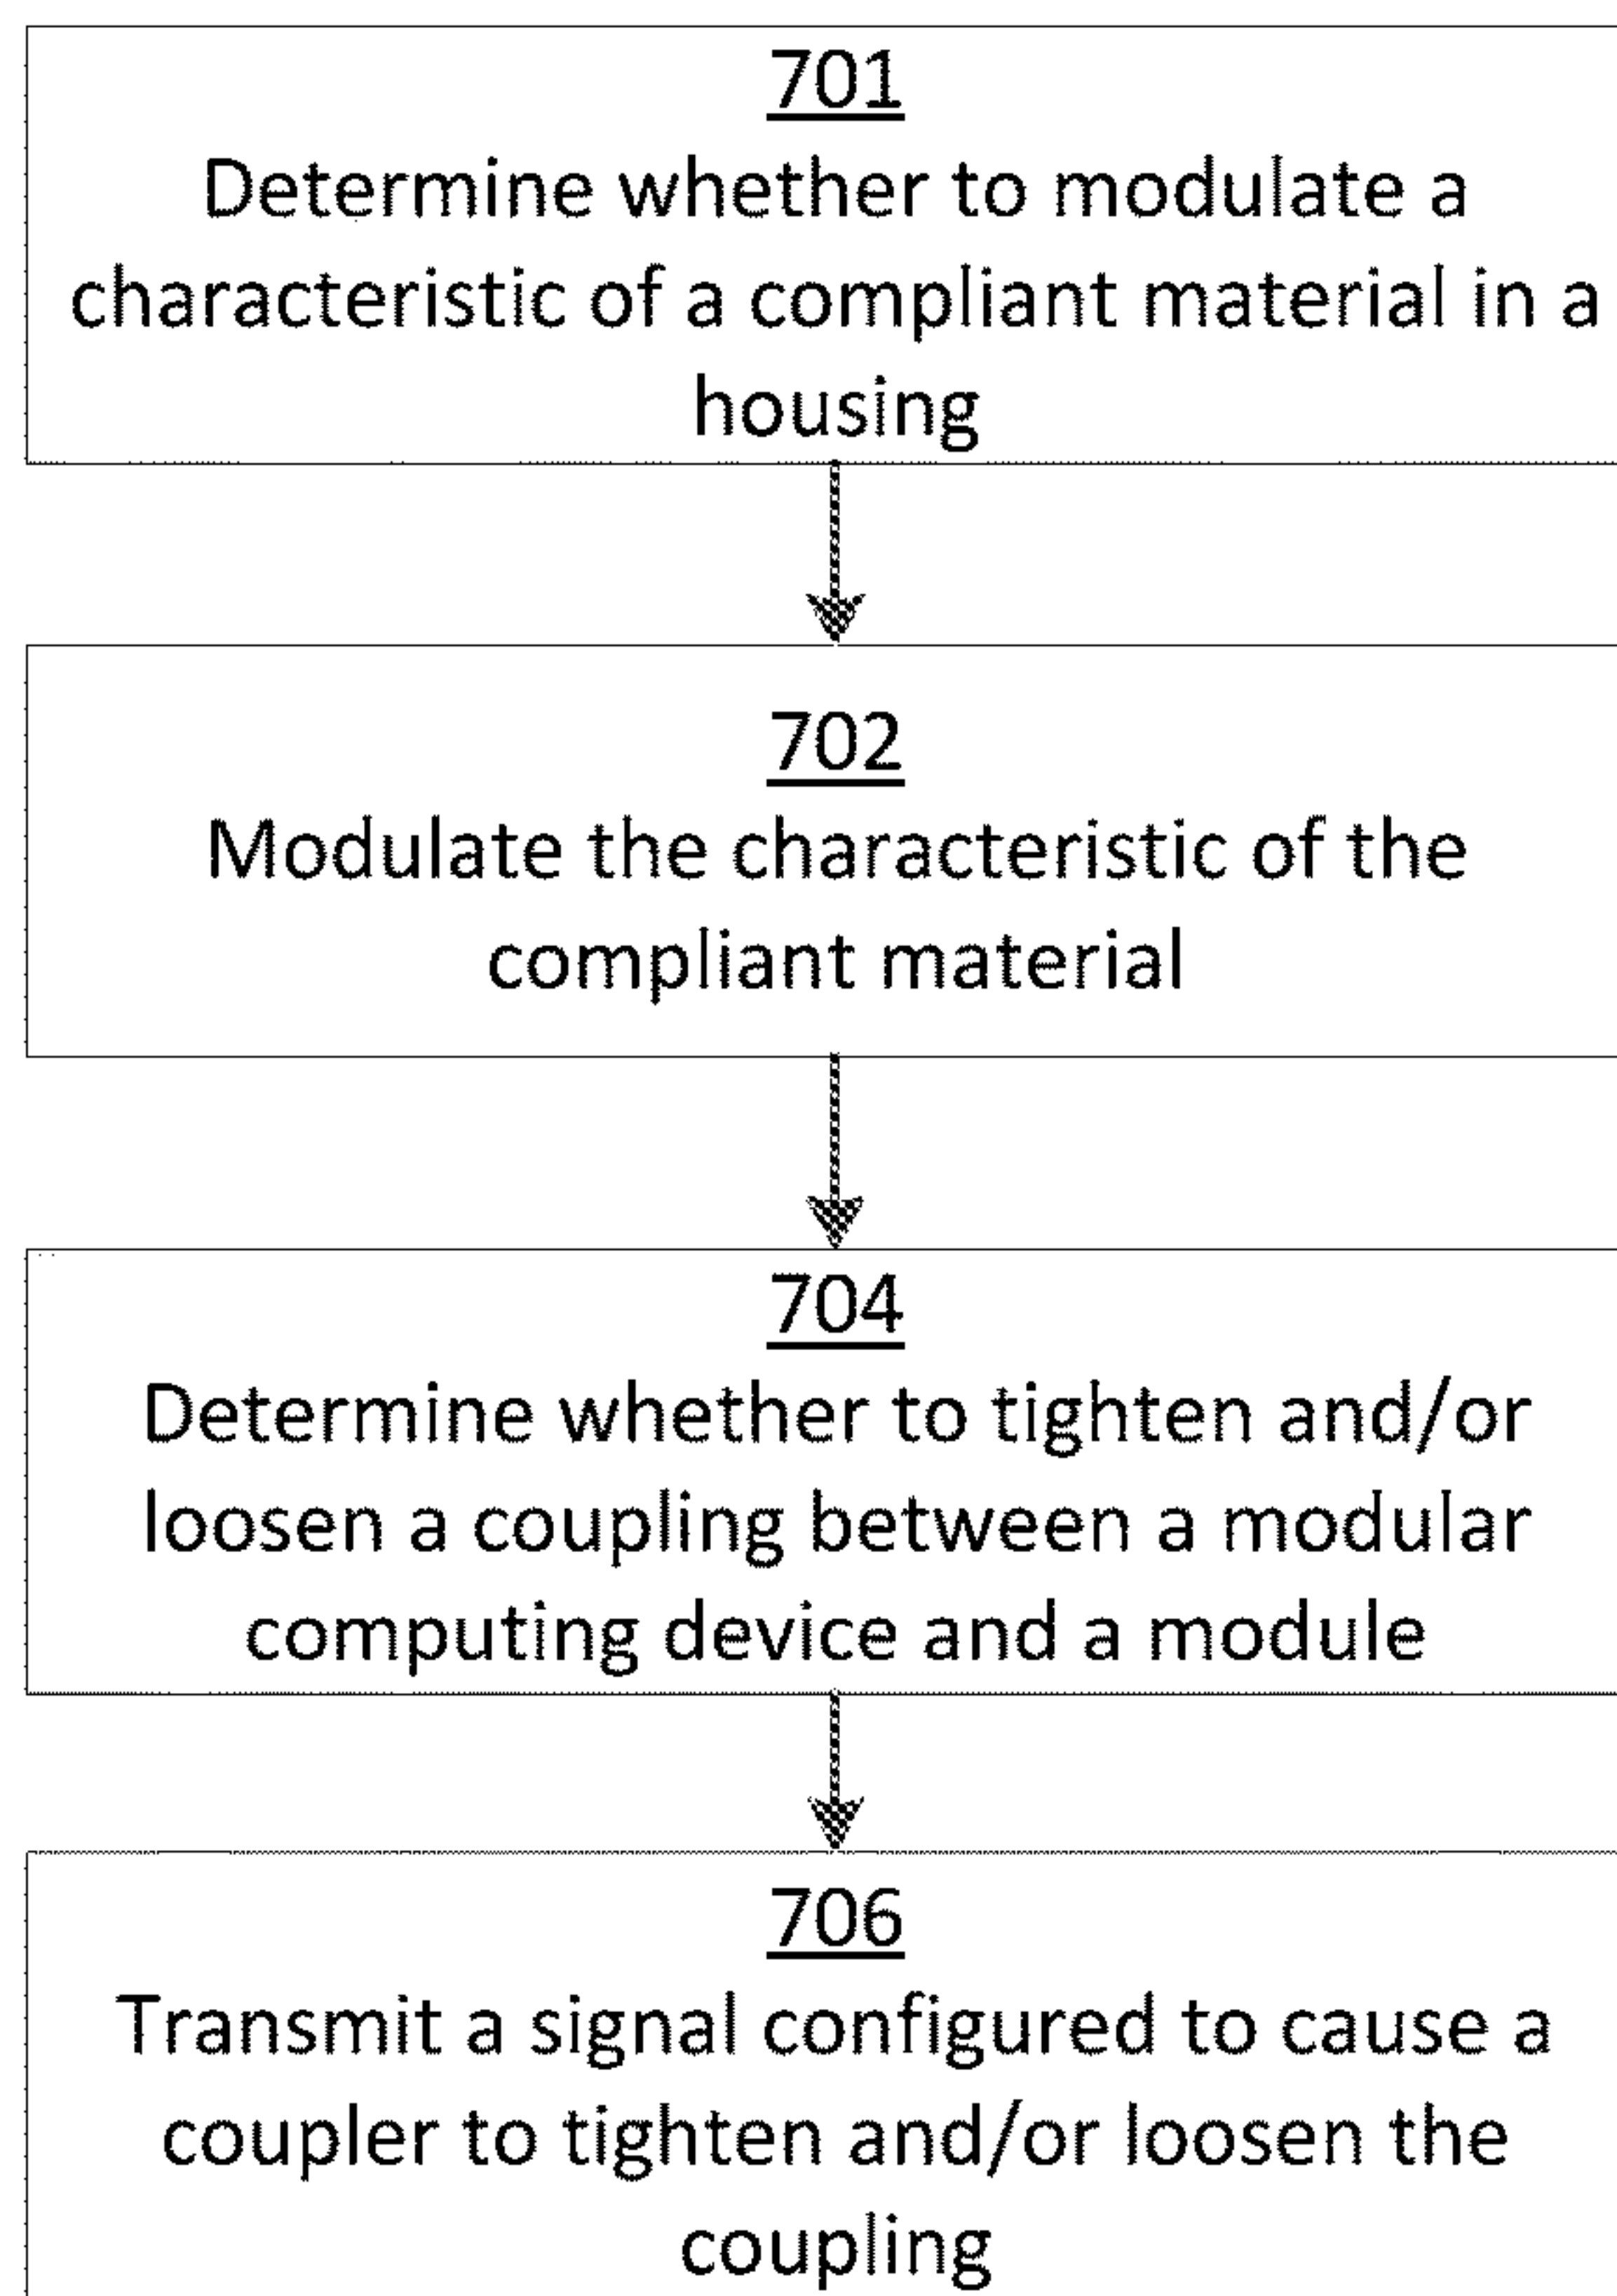 701
Determine whether to modulate a
characteristic of a compliant material in a
housing
702
Modulate the characteristic of the
compliant material
704
Determine whether to tighten and/or
loosen a coupling between a modular
computing device and a module
706
Transmit a signal configured to cause a
coupler to tighten and/or loosen the
coupling